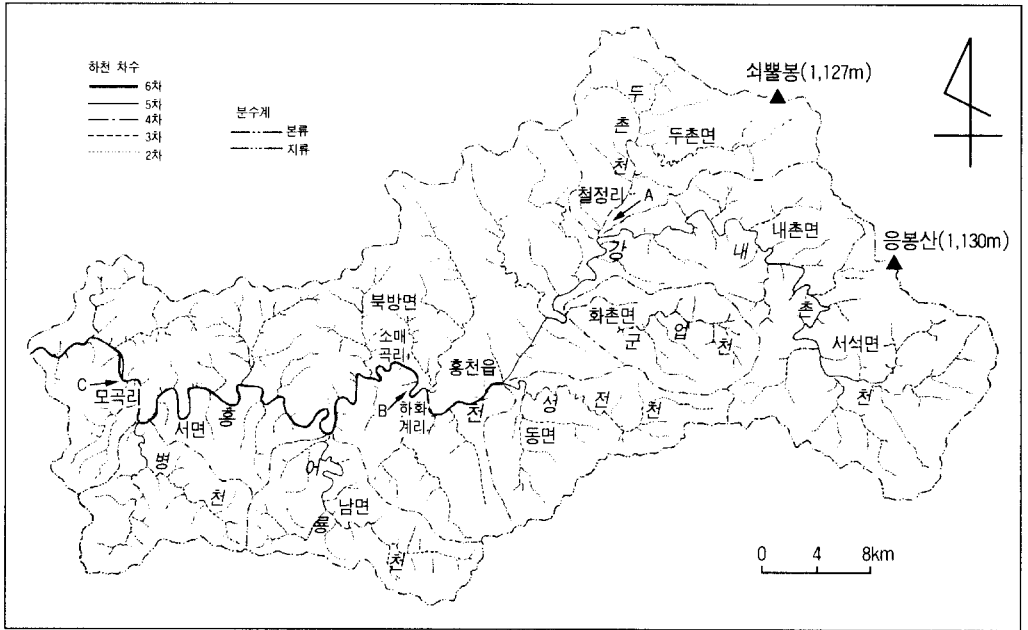 하천 차수
6차
5차
4차
3차
2차
분수계
본류
지류
쇠뿔봉(1,127m)
두
촌
천
두촌면
철정리
A
강
내
내촌면
응봉산(1,130m)
촌
서석면
천
화촌면
군
업
천
북방면
소매
곡리
홍천읍
B
하화
계리
전
성
전
천
동면
C
모곡리
서면
홍
병
천
어
룡
천
남면
0 4 8km